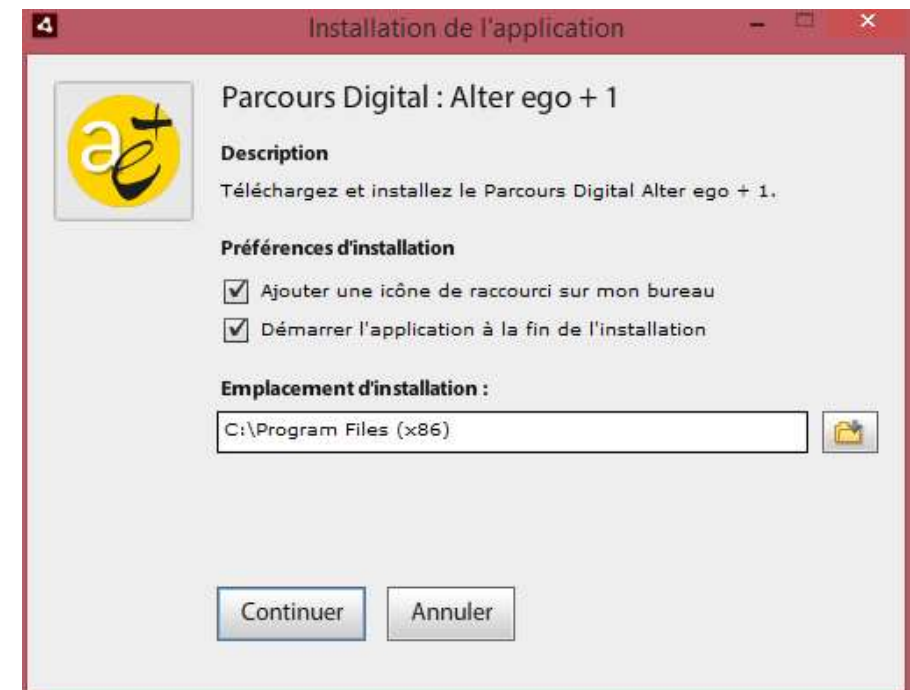 Installation de l'application
ae+
Parcours Digital : Alter ego + 1
Description
Téléchargez et installez le Parcours Digital Alter ego + 1.
Préférences d'installation
Ajouter une icône de raccourci sur mon bureau
Démarrer l'application à la fin de l'installation
Emplacement d'installation :
C:\Program Files (x86)
Continuer Annuler